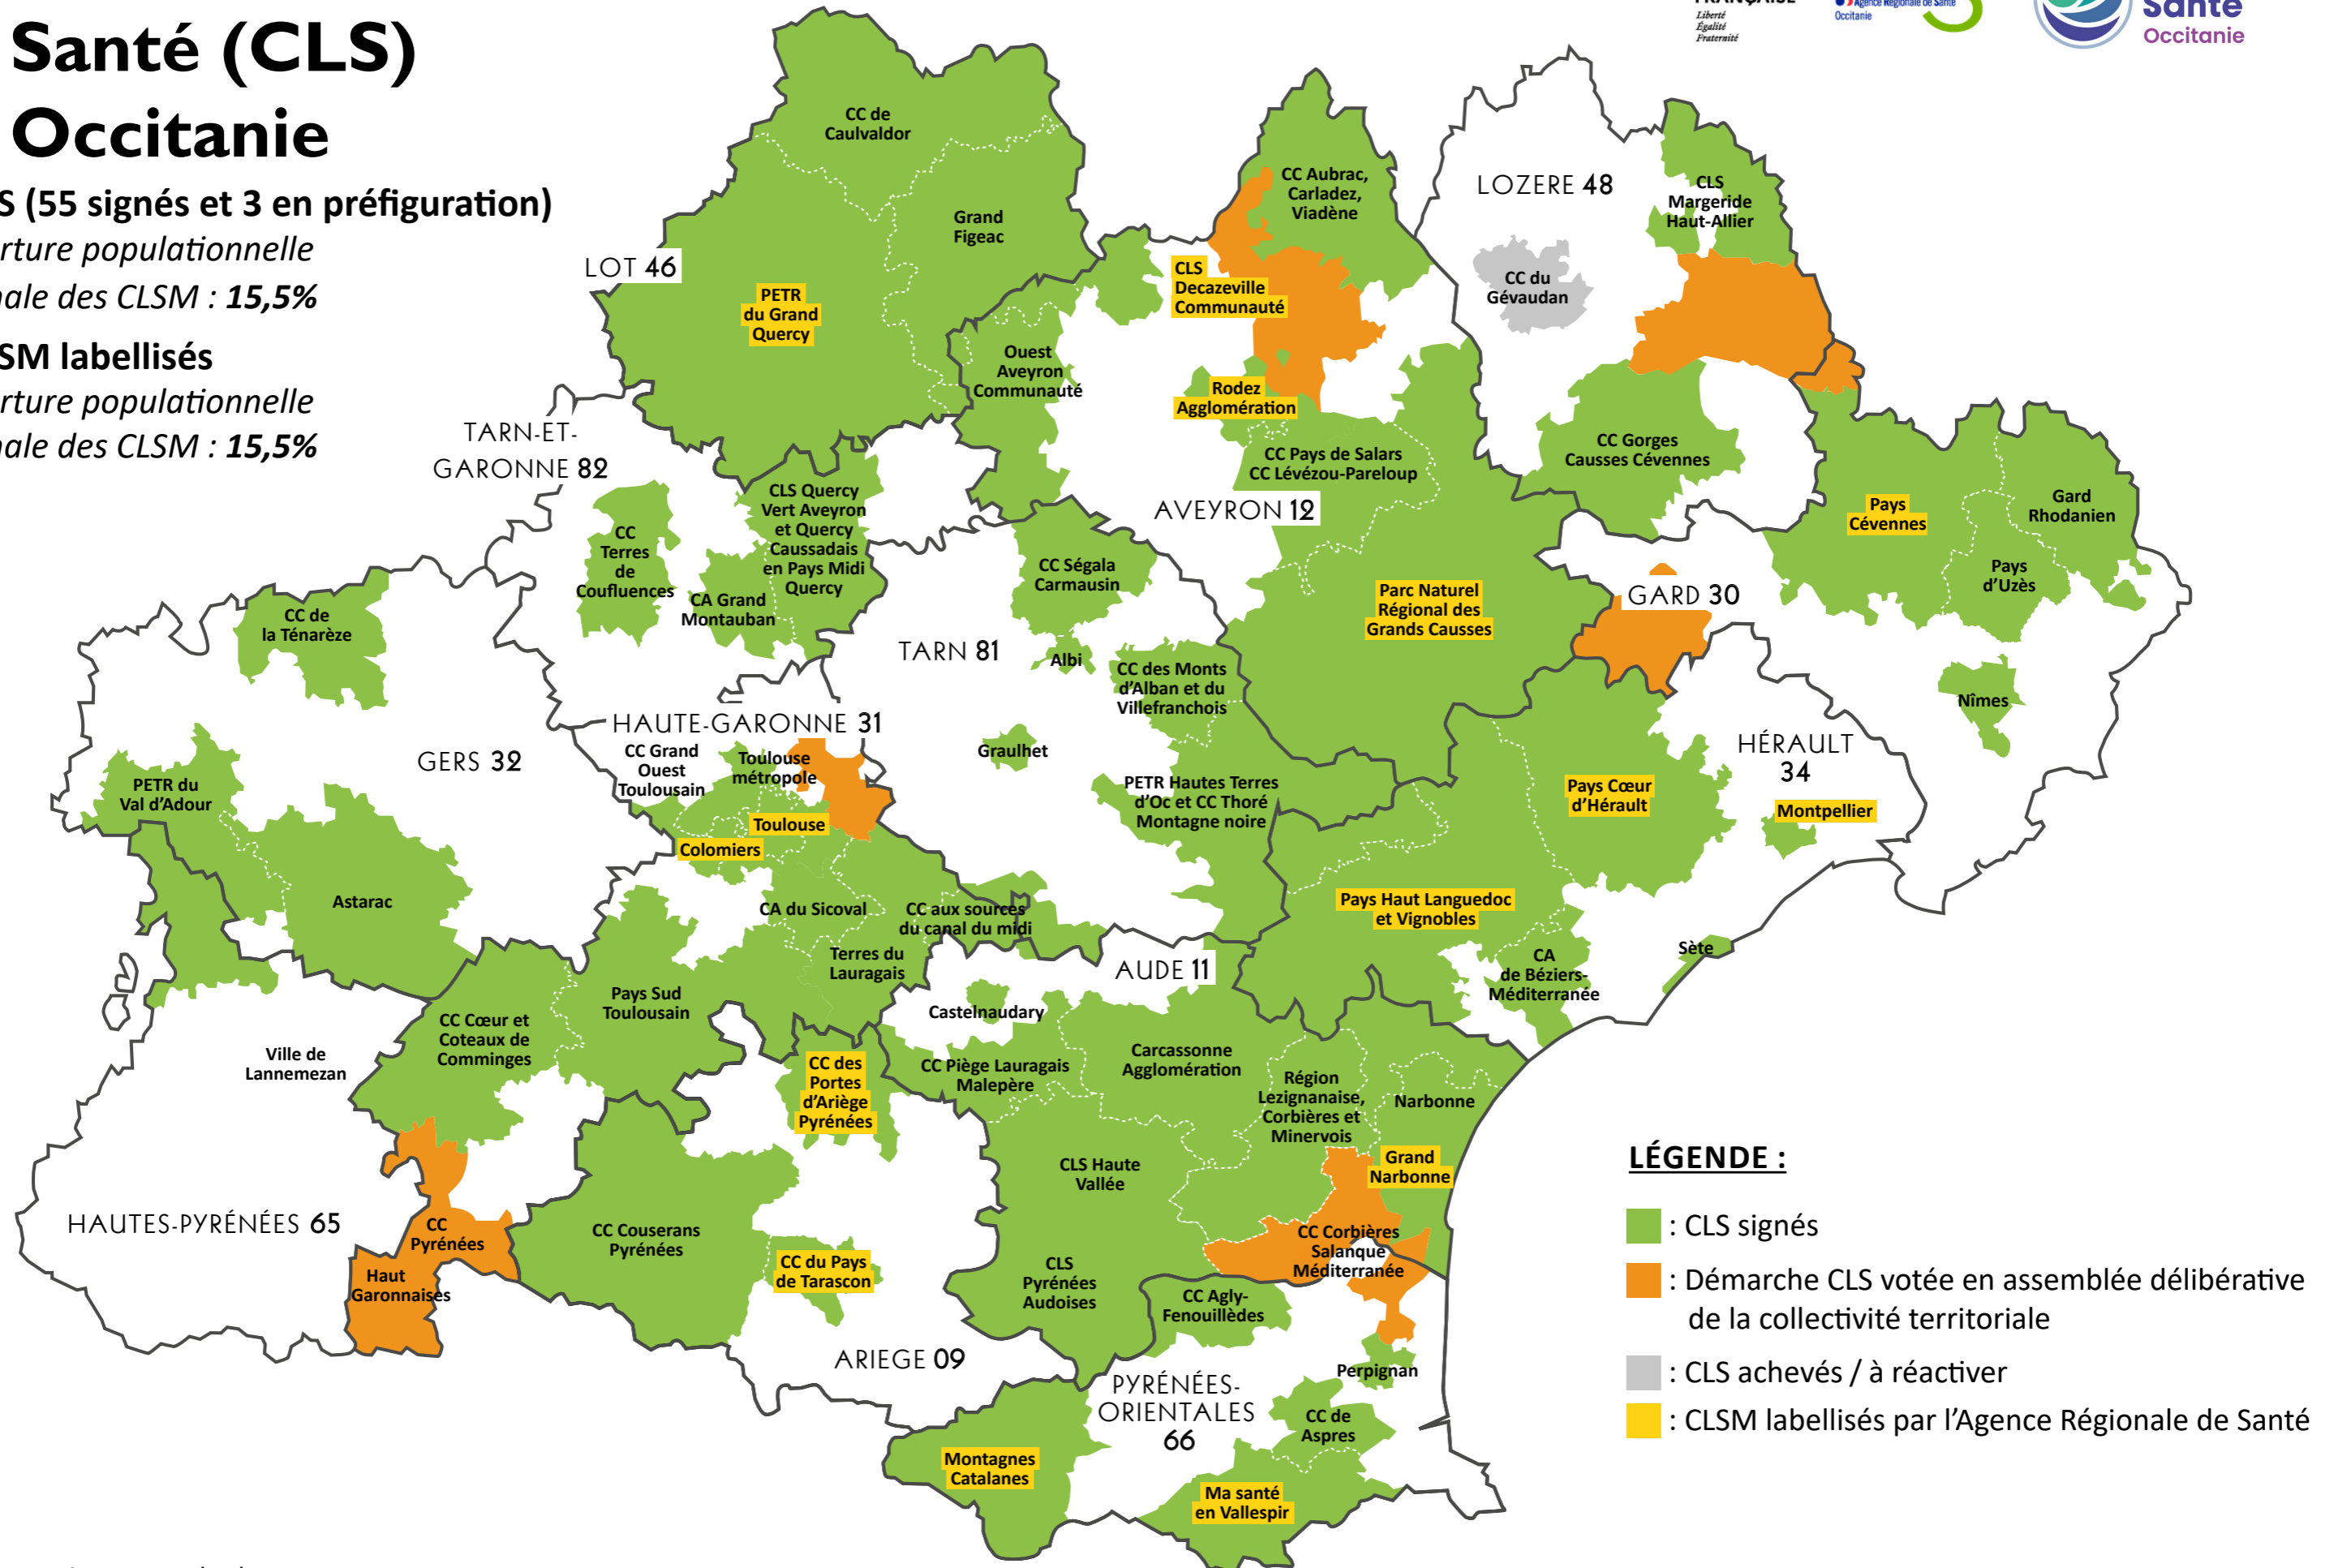 Santé (CLS)
Occitanie
(55 signés et 3 en préfiguration)
populationnelle
des CLSM : 15,5%
labellisés
populationnelle
des CLSM : 15,5%
FRANÇAISE
Liberté
Égalité
Fraternité
Agence Régionale de Santé
Occitanie
Santé
Occitanie
CC de
Caulvaldor
Grand
Figeac
LOT 46
PETR
du Grand
Quercy
CC Aubrac,
Carladez,
Viadène
CLS
Decazeville
Communauté
Ouest
Aveyron
Communauté
Rodez
Agglomération
CC Pays de Salars
CC Lévézou-Pareloup
AVEYRON 12
Parc Naturel
Régional des
Grands Causses
LOZERE 48
CLS
Margeride
Haut-Allier
CC du
Gévaudan
CC Gorges
Causses Cévennes
Pays
Cévennes
Gard
Rhodanien
Pays
d'Uzès
GARD 30
Nîmes
TARN-ET-
GARONNE 82
CC
Terres
de
Coufluences
CLS Quercy
Vert Aveyron
et Quercy
Caussadais
en Pays Midi
Quercy
CA Grand
Montauban
CC Ségala
Carmausin
TARN 81
Albi
CC des Monts
d'Alban et du
Villefranchois
Graulhet
PETR Hautes Terres
d'Oc et CC Thoré
Montagne noire
CC de
la Ténarèze
GERS 32
PETR du
Val d'Adour
Astarac
HAUTE-GARONNE 31
CC Grand
Ouest
Toulousain
Toulouse
métropole
Toulouse
Colomiers
CA du Sicoval
CC aux sources
du canal du midi
Terres du
Lauragais
Pays Sud
Toulousain
CC Cœur et
Coteaux de
Comminges
CC
Pyrénées
Haut
Garonnaises
Ville de
Lannemezan
HAUTES-PYRÉNÉES 65
HÉRAULT
34
Pays Cœur
d'Hérault
Montpellier
Pays Haut Languedoc
et Vignobles
CA
de Béziers-
Méditerranée
Sète
AUDE 11
Castelnaudary
CC Piège Lauragais
Malepère
Carcassonne
Agglomération
Région
Lezignanaise,
Corbières et
Minervois
Narbonne
Grand
Narbonne
CLS Haute
Vallée
CLS
Pyrénées
Audoises
CC Corbières
Salanque
Méditerranée
CC des
Portes
d'Ariège
Pyrénées
CC Couserans
Pyrénées
CC du Pays
de Tarascon
ARIEGE 09
CC Agly-
Fenouillèdes
Perpignan
PYRÉNÉES-
ORIENTALES
66
CC de
Aspres
Montagnes
Catalanes
Ma santé
en Vallespir
LÉGENDE :
: CLS signés
: Démarche CLS votée en assemblée délibérative
de la collectivité territoriale
: CLS achevés / à réactiver
: CLSM labellisés par l'Agence Régionale de Santé